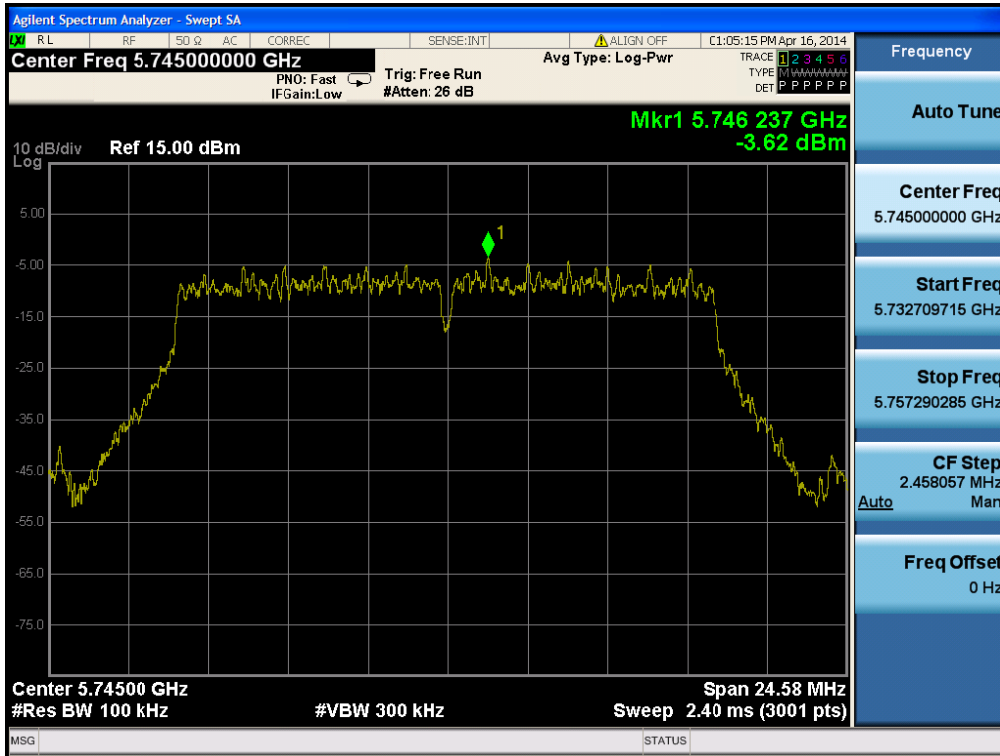 Agilent Spectrum Analyzer - Swept SA
LXI RL RF 50 Ω AC CORREC SENSE:INT ALIGN OFF 01:05:15 PM Apr 16, 2014
Center Freq 5.745000000 GHz
PNO: Fast
IFGain:Low
Trig: Free Run
#Atten: 26 dB
Avg Type: Log-Pwr
TRACE 1 2 3 4 5 6
TYPE M
DET P P P P P P
Mkr1 5.746 237 GHz
-3.62 dBm
10 dB/div Ref 15.00 dBm
Log
1
5.00
-5.00
-15.0
-25.0
-35.0
-45.0
-55.0
-65.0
-75.0
Center 5.74500 GHz Span 24.58 MHz
#Res BW 100 kHz #VBW 300 kHz Sweep 2.40 ms (3001 pts)
MSG STATUS
Frequency
Auto Tune
Center Freq
5.745000000 GHz
Start Freq
5.732709715 GHz
Stop Freq
5.757290285 GHz
CF Step
2.458057 MHz
Auto Man
Freq Offset
0 Hz